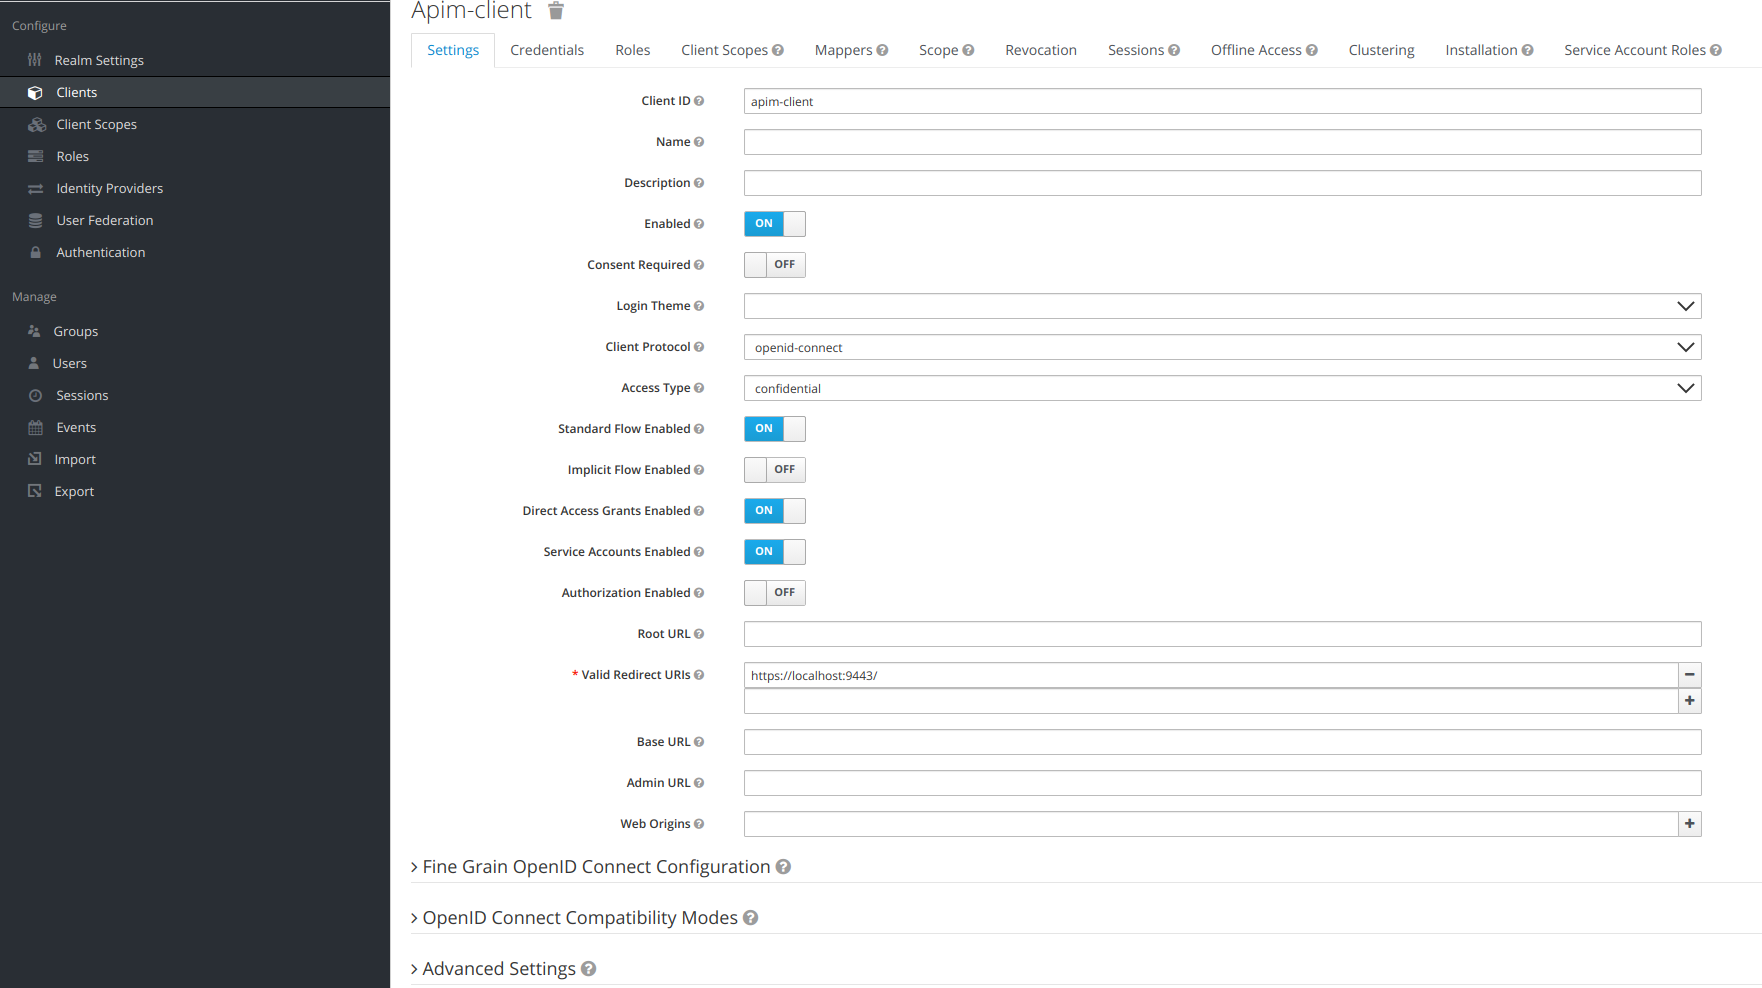 Configure
Realm Settings
Clients
Client Scopes
Roles
Identity Providers
User Federation
Authentication
Manage
Groups
Users
Sessions
Events
Import
Export
Apim-client
Settings Credentials Roles Client Scopes Mappers Scope Revocation Sessions Offline Access Clustering Installation Service Account Roles
Client ID apim-client
Name
Description
Enabled ON
Consent Required OFF
Login Theme
Client Protocol openid-connect
Access Type confidential
Standard Flow Enabled ON
Implicit Flow Enabled OFF
Direct Access Grants Enabled ON
Service Accounts Enabled ON
Authorization Enabled OFF
Root URL
* Valid Redirect URIs https://localhost:9443/
Base URL
Admin URL
Web Origins
Fine Grain OpenID Connect Configuration
OpenID Connect Compatibility Modes
Advanced Settings